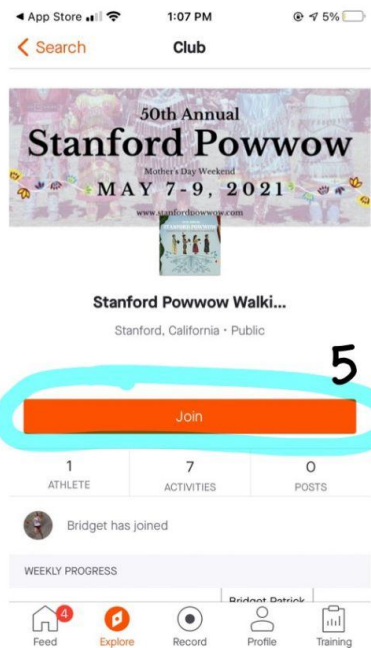 App Store
1:07 PM
5%
Search
Club
50th Annual
Stanford Powwow
Mother's Day Weekend
MAY 7-9, 2021
www.stanfordpowwow.com
STANFORD POWWOW
Stanford Powwow Walki...
Stanford, California · Public
5
Join
1
7
0
ATHLETE
ACTIVITIES
POSTS
Bridget has joined
WEEKLY PROGRESS
Bridget Patrick
4
Feed
Explore
Record
Profile
Training